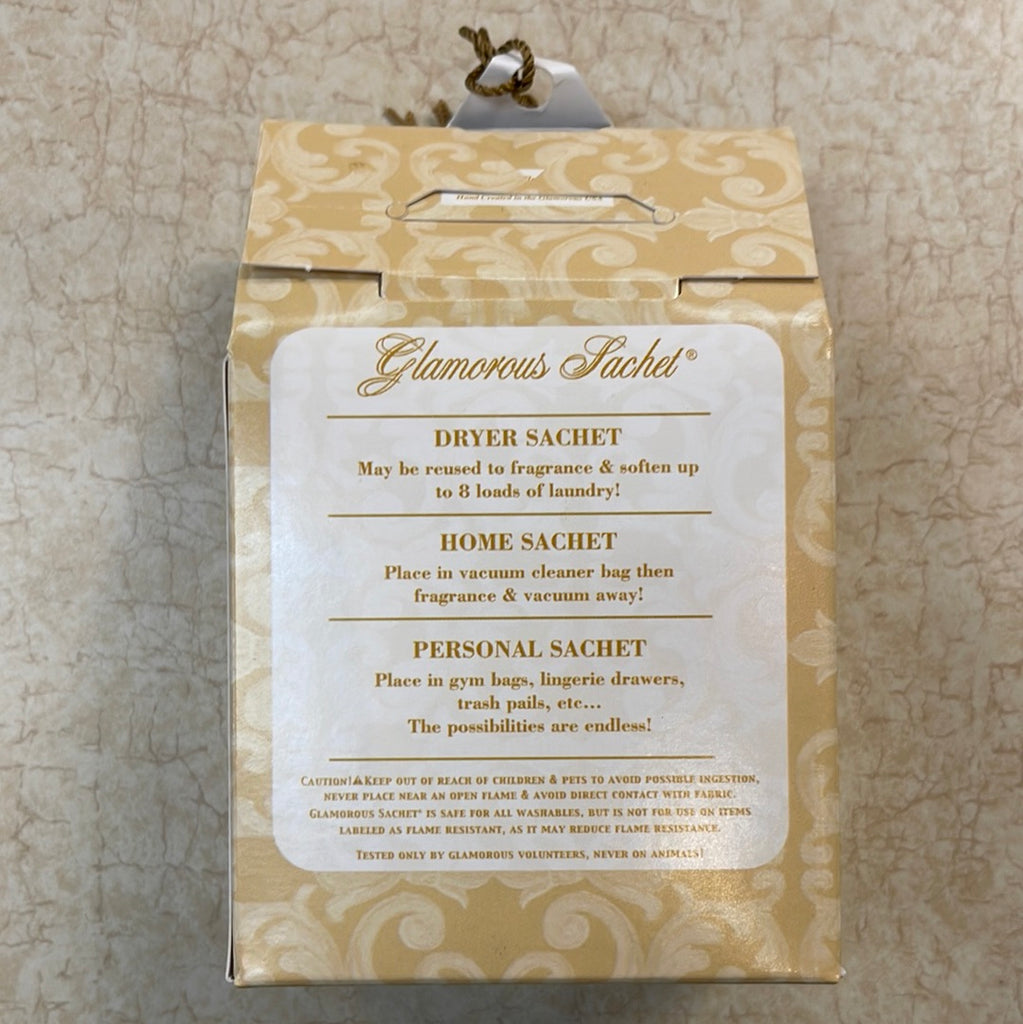 Hand Created in the Glamorous USA
Glamorous Sachet®
DRYER SACHET
May be reused to fragrance & soften up
to 8 loads of laundry!
HOME SACHET
Place in vacuum cleaner bag then
fragrance & vacuum away!
PERSONAL SACHET
Place in gym bags, lingerie drawers,
trash pails, etc...
The possibilities are endless!
CAUTION!⚠KEEP OUT OF REACH OF CHILDREN & PETS TO AVOID POSSIBLE INGESTION,
NEVER PLACE NEAR AN OPEN FLAME & AVOID DIRECT CONTACT WITH FABRIC.
GLAMOROUS SACHET® IS SAFE FOR ALL WASHABLES, BUT IS NOT FOR USE ON ITEMS
LABELED AS FLAME RESISTANT, AS IT MAY REDUCE FLAME RESISTANCE.
TESTED ONLY BY GLAMOROUS VOLUNTEERS, NEVER ON ANIMALS!